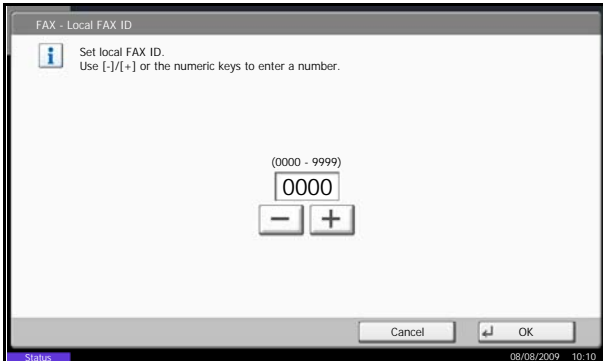 FAX - Local FAX ID
Set local FAX ID.
Use [-]/[+] or the numeric keys to enter a number.
(0000 - 9999)
0000
− +
Cancel OK
Status 08/08/2009 10:10